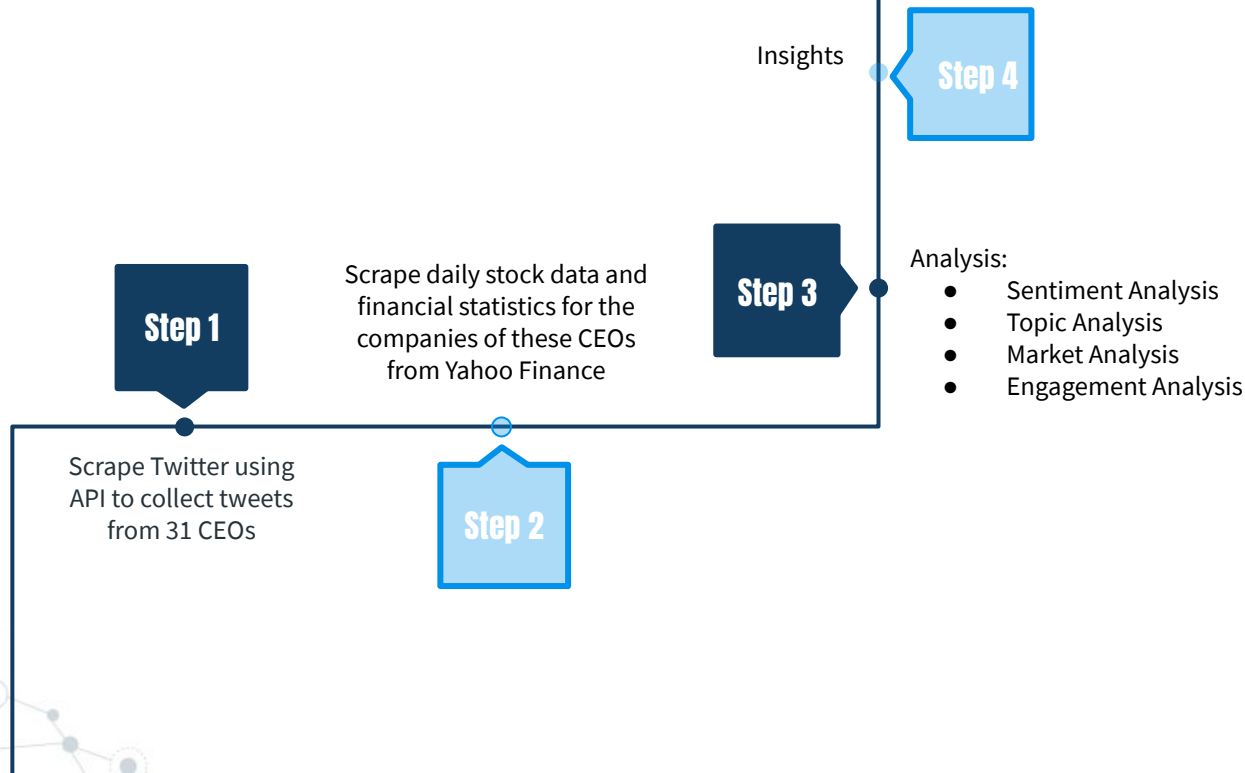 Step 1
Scrape Twitter using
API to collect tweets
from 31 CEOs
Scrape daily stock data and
financial statistics for the
companies of these CEOs
from Yahoo Finance
Step 2
Step 3
Analysis:
● Sentiment Analysis
● Topic Analysis
● Market Analysis
● Engagement Analysis
Insights
Step 4